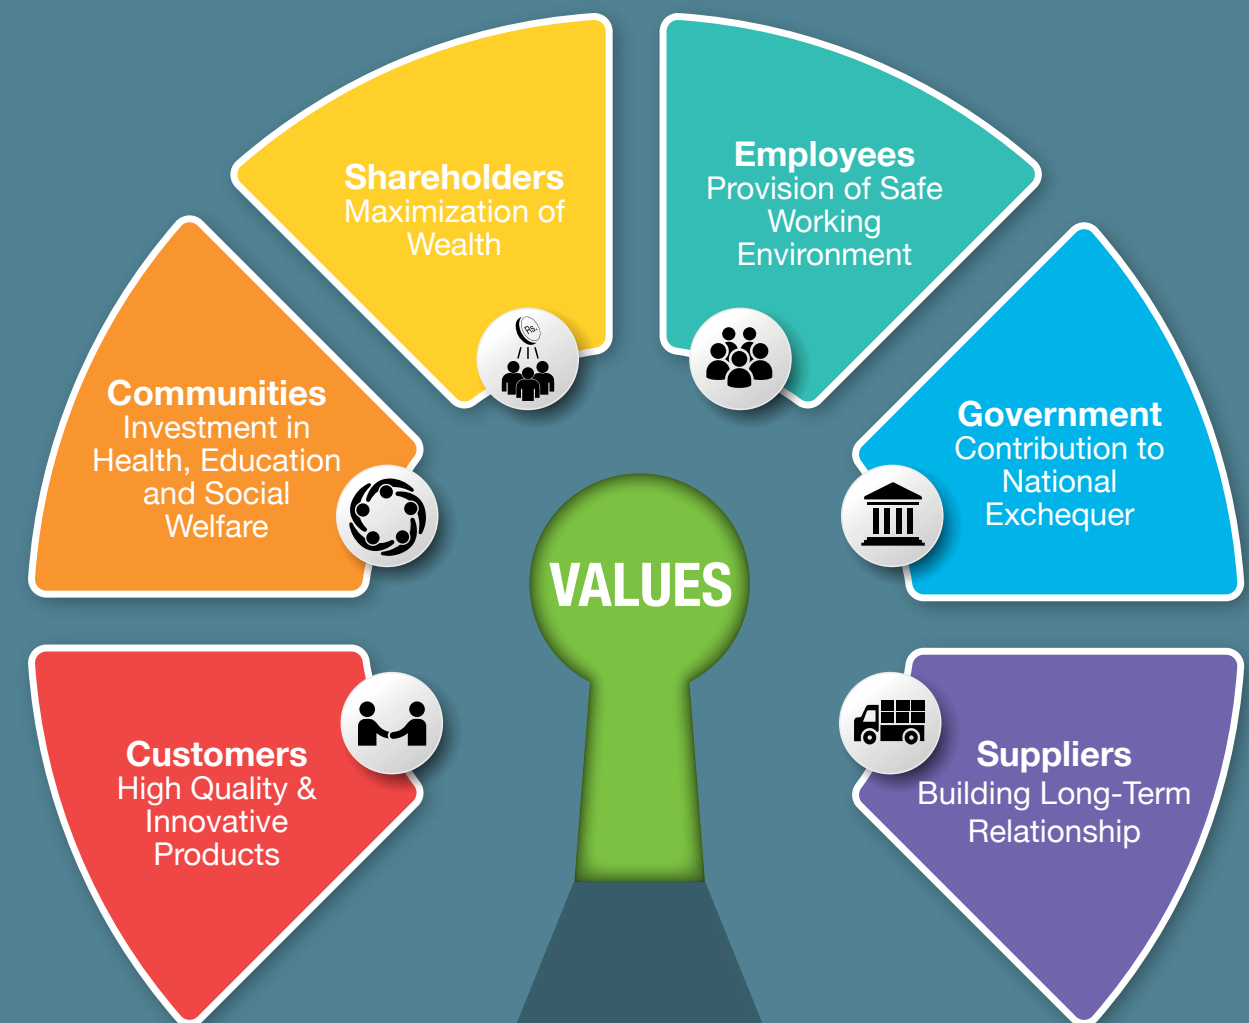 Shareholders
Maximization of
Wealth
Rs.
Employees
Provision of Safe
Working
Environment
Communities
Investment in
Health, Education
and Social
Welfare
Government
Contribution to
National
Exchequer
VALUES
Customers
High Quality &
Innovative
Products
Suppliers
Building Long-Term
Relationship